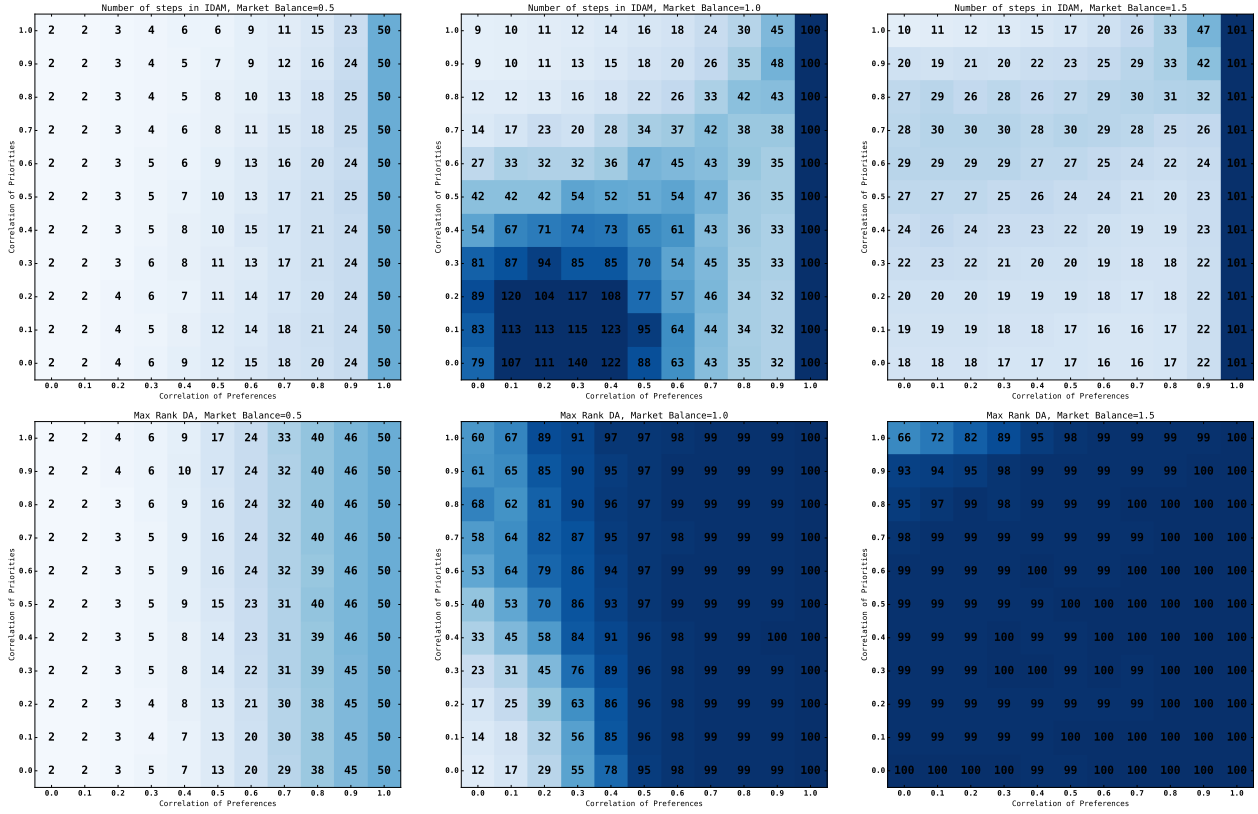 Number of steps in IDAM, Market Balance=0.5
Correlation of Priorities
1.0 2 2 3 4 6 6 9 11 15 23 50
0.9 2 2 3 4 5 7 9 12 16 24 50
0.8 2 2 3 4 5 8 10 13 18 25 50
0.7 2 2 3 4 6 8 11 15 18 25 50
0.6 2 2 3 5 6 9 13 16 20 24 50
0.5 2 2 3 5 7 10 13 17 21 25 50
0.4 2 2 3 5 8 10 15 17 21 24 50
0.3 2 2 3 6 8 11 13 17 21 24 50
0.2 2 2 4 6 7 11 14 17 20 24 50
0.1 2 2 4 5 8 12 14 18 21 24 50
0.0 2 2 4 6 9 12 15 18 20 24 50
0.0 0.1 0.2 0.3 0.4 0.5 0.6 0.7 0.8 0.9 1.0
Correlation of Preferences
Number of steps in IDAM, Market Balance=1.0
Correlation of Priorities
1.0 9 10 11 12 14 16 18 24 30 45 100
0.9 9 10 11 13 15 18 20 26 35 48 100
0.8 12 12 13 16 18 22 26 33 42 43 100
0.7 14 17 23 20 28 34 37 42 38 38 100
0.6 27 33 32 32 36 47 45 43 39 35 100
0.5 42 42 42 54 52 51 54 47 36 35 100
0.4 54 67 71 74 73 65 61 43 36 33 100
0.3 81 87 94 85 85 70 54 45 35 33 100
0.2 89 120 104 117 108 77 57 46 34 32 100
0.1 83 113 113 115 123 95 64 44 34 32 100
0.0 79 107 111 140 122 88 63 43 35 32 100
0.0 0.1 0.2 0.3 0.4 0.5 0.6 0.7 0.8 0.9 1.0
Correlation of Preferences
Number of steps in IDAM, Market Balance=1.5
Correlation of Priorities
1.0 10 11 12 13 15 17 20 26 33 47 101
0.9 20 19 21 20 22 23 25 29 33 42 101
0.8 27 29 26 28 26 27 29 30 31 32 101
0.7 28 30 30 28 30 29 28 25 25 26 101
0.6 29 29 29 27 27 25 24 24 22 24 101
0.5 27 27 25 26 24 24 21 20 20 23 101
0.4 24 26 24 23 23 22 20 19 19 23 101
0.3 22 23 22 21 20 20 19 18 18 22 101
0.2 20 20 20 19 19 19 18 17 18 22 101
0.1 19 19 19 18 18 17 16 16 17 22 101
0.0 18 18 18 17 17 17 16 16 17 22 101
0.0 0.1 0.2 0.3 0.4 0.5 0.6 0.7 0.8 0.9 1.0
Correlation of Preferences
Max Rank DA, Market Balance=0.5
Correlation of Priorities
1.0 2 2 4 6 9 17 24 33 40 46 50
0.9 2 2 4 6 10 17 24 32 40 46 50
0.8 2 2 3 6 9 16 24 32 40 46 50
0.7 2 2 3 5 9 16 24 32 40 46 50
0.6 2 2 3 5 9 16 24 32 39 46 50
0.5 2 2 3 5 9 15 23 31 40 46 50
0.4 2 2 3 5 8 14 23 31 39 46 50
0.3 2 2 3 5 8 14 22 31 39 45 50
0.2 2 2 3 4 8 13 21 30 38 45 50
0.1 2 2 3 4 7 13 20 30 38 45 50
0.0 2 2 3 5 7 13 20 29 38 45 50
0.0 0.1 0.2 0.3 0.4 0.5 0.6 0.7 0.8 0.9 1.0
Correlation of Preferences
Max Rank DA, Market Balance=1.0
Correlation of Priorities
1.0 60 67 89 91 97 97 98 99 99 99 100
0.9 61 65 85 90 95 97 99 99 99 99 100
0.8 68 62 81 90 96 97 99 99 99 99 100
0.7 58 64 82 87 95 97 98 99 99 99 100
0.6 53 64 79 86 94 97 99 99 99 99 100
0.5 40 53 70 86 93 97 99 99 99 99 100
0.4 33 45 58 84 91 96 98 99 99 100 100
0.3 23 31 45 76 89 96 98 99 99 99 100
0.2 17 25 39 63 86 96 98 99 99 99 100
0.1 14 18 32 56 85 96 98 99 99 99 100
0.0 12 17 29 55 78 95 98 99 99 99 100
0.0 0.1 0.2 0.3 0.4 0.5 0.6 0.7 0.8 0.9 1.0
Correlation of Preferences
Max Rank DA, Market Balance=1.5
Correlation of Priorities
1.0 66 72 82 89 95 98 99 99 99 99 100
0.9 93 94 95 98 99 99 99 99 99 100 100
0.8 95 97 99 98 99 99 99 100 100 100 100
0.7 98 99 99 99 99 99 99 99 100 100 100
0.6 99 99 99 99 100 99 99 100 100 100 100
0.5 99 99 99 99 99 100 100 100 100 100 100
0.4 99 99 99 100 99 99 100 100 100 100 100
0.3 99 99 99 100 100 99 100 99 100 100 100
0.2 99 99 99 99 99 99 99 99 100 100 100
0.1 99 99 99 99 99 100 100 100 100 100 100
0.0 100 100 100 100 99 99 99 100 100 100 100
0.0 0.1 0.2 0.3 0.4 0.5 0.6 0.7 0.8 0.9 1.0
Correlation of Preferences